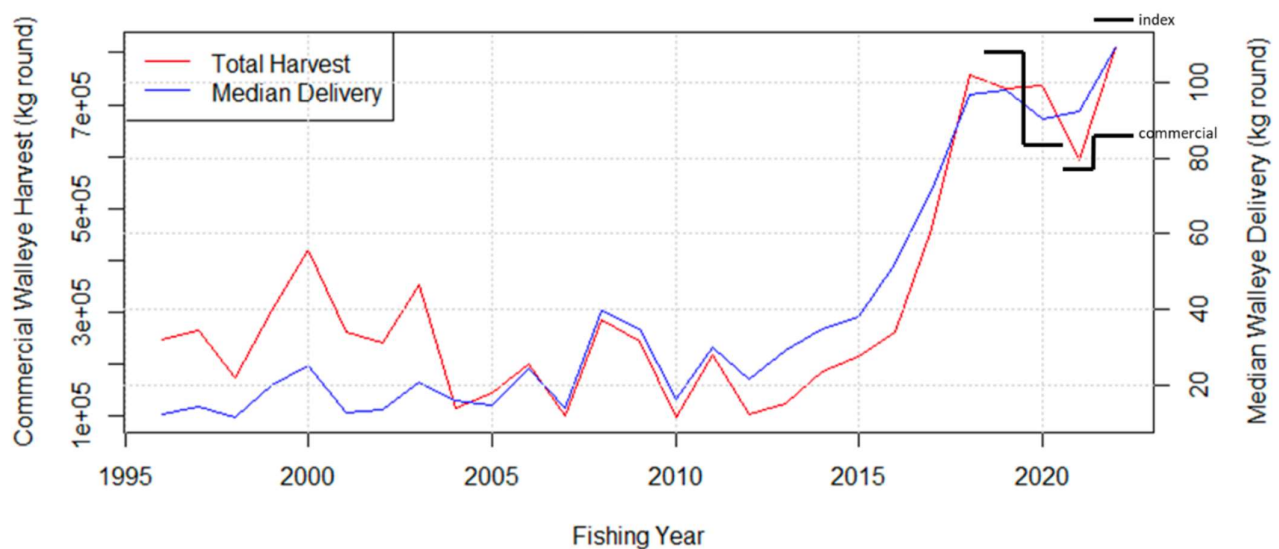 index
Total Harvest
Median Delivery
commercial
Commercial Walleye Harvest (kg round)
7e+05
5e+05
3e+05
1e+05
100
80
60
40
20
Median Walleye Delivery (kg round)
1995
2000
2005
2010
2015
2020
Fishing Year